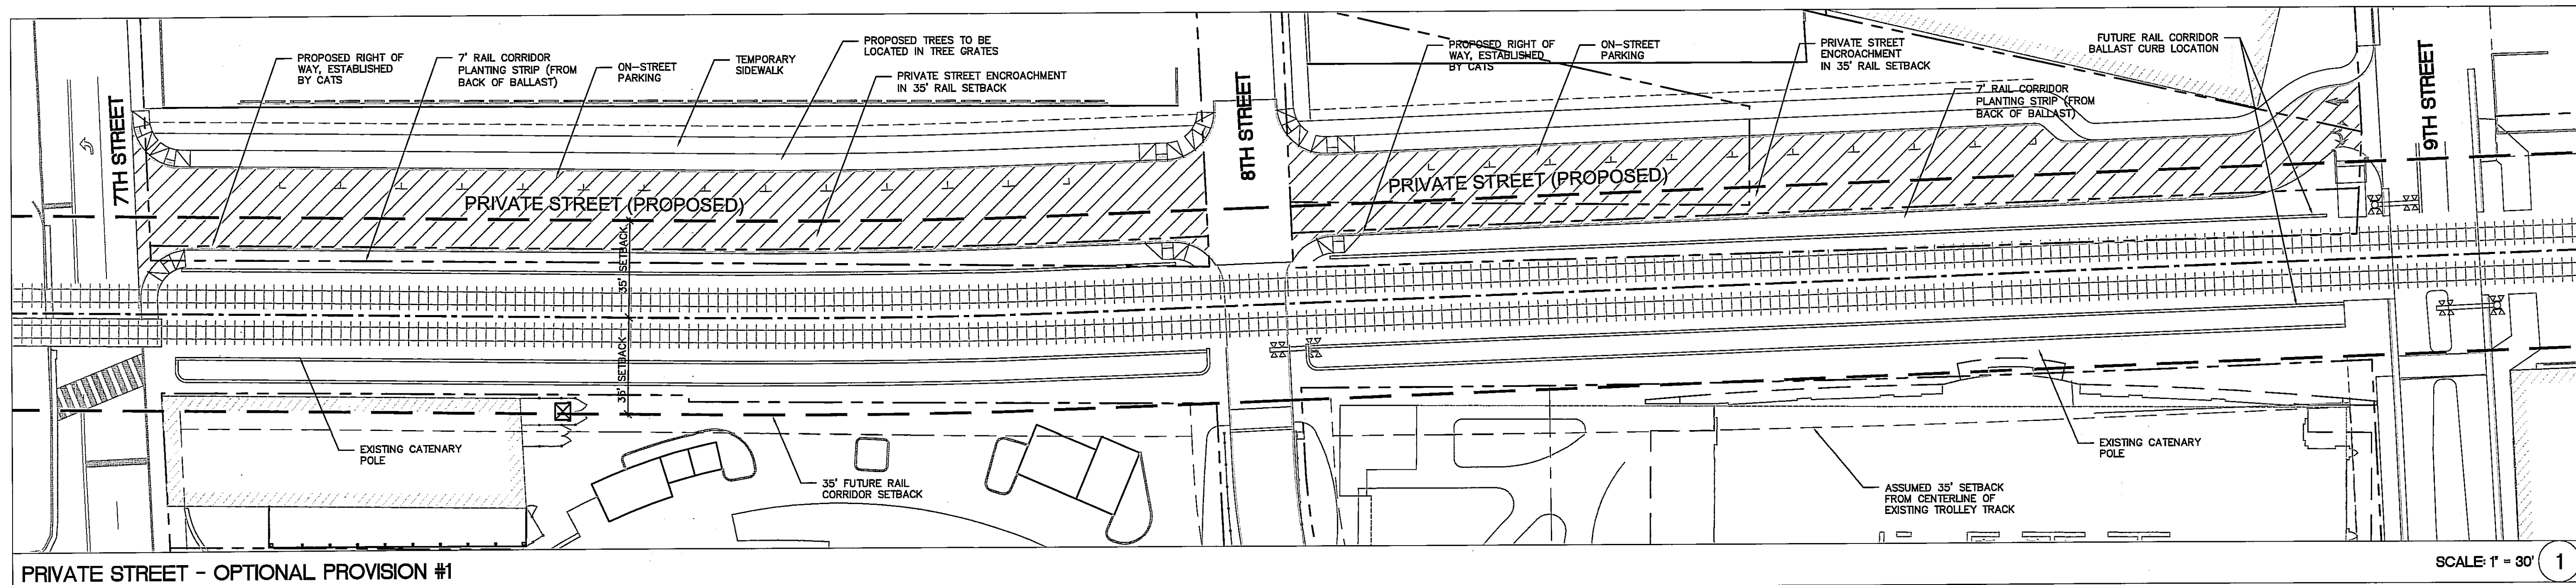 PROPOSED RIGHT OF
WAY, ESTABLISHED
BY CATS
7' RAIL CORRIDOR
PLANTING STRIP (FROM
BACK OF BALLAST)
ON-STREET
PARKING
TEMPORARY
SIDEWALK
PROPOSED TREES TO BE
LOCATED IN TREE GRATES
PRIVATE STREET ENCROACHMENT
IN 35' RAIL SETBACK
PROPOSED RIGHT OF
WAY, ESTABLISHED
BY CATS
ON-STREET
PARKING
PRIVATE STREET
ENCROACHMENT
IN 35' RAIL SETBACK
7' RAIL CORRIDOR
PLANTING STRIP (FROM
BACK OF BALLAST)
FUTURE RAIL CORRIDOR
BALLAST CURB LOCATION
7TH STREET
8TH STREET
9TH STREET
PRIVATE STREET (PROPOSED)
PRIVATE STREET (PROPOSED)
35' SETBACK
35' SETBACK
EXISTING CATENARY
POLE
35' FUTURE RAIL
CORRIDOR SETBACK
ASSUMED 35' SETBACK
FROM CENTERLINE OF
EXISTING TROLLEY TRACK
EXISTING CATENARY
POLE
PRIVATE STREET - OPTIONAL PROVISION #1
SCALE: 1" = 30'
1